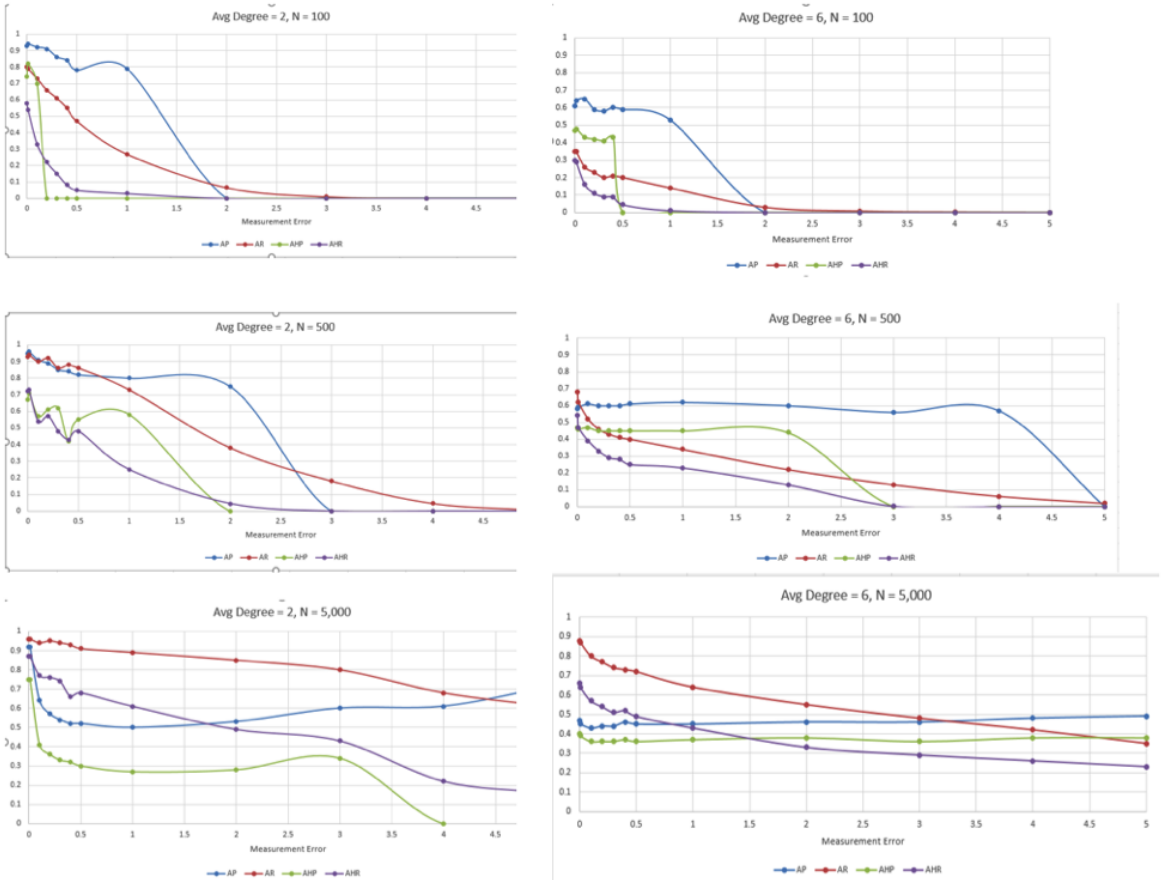 Avg Degree = 2, N = 100
1
0.9
0.8
0.7
0.6
0.5
0.4
0.3
0.2
0.1
0
0 0.5 1 1.5 2 2.5 3 3.5 4 4.5
Measurement Error
AP AR AHP AHR
Avg Degree = 6, N = 100
1
0.9
0.8
0.7
0.6
0.5
0.4
0.3
0.2
0.1
0
0 0.5 1 1.5 2 2.5 3 3.5 4 4.5 5
Measurement Error
AP AR AHP AHR
Avg Degree = 2, N = 500
1
0.9
0.8
0.7
0.6
0.5
0.4
0.3
0.2
0.1
0
0 0.5 1 1.5 2 2.5 3 3.5 4 4.5
Measurement Error
AP AR AHP AHR
Avg Degree = 6, N = 500
1
0.9
0.8
0.7
0.6
0.5
0.4
0.3
0.2
0.1
0
0 0.5 1 1.5 2 2.5 3 3.5 4 4.5 5
Measurement Error
AP AR AHP AHR
Avg Degree = 2, N = 5,000
1
0.9
0.8
0.7
0.6
0.5
0.4
0.3
0.2
0.1
0
0 0.5 1 1.5 2 2.5 3 3.5 4 4.5
Measurement Error
AP AR AHP AHR
Avg Degree = 6, N = 5,000
1
0.9
0.8
0.7
0.6
0.5
0.4
0.3
0.2
0.1
0
0 0.5 1 1.5 2 2.5 3 3.5 4 4.5 5
Measurement Error
AP AR AHP AHR